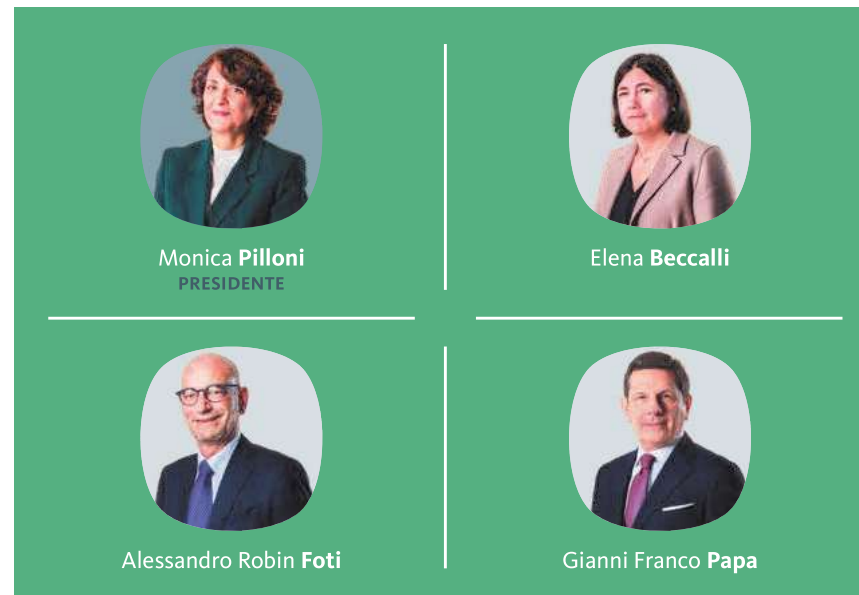 Monica Pilloni
PRESIDENTE
Elena Beccalli
Alessandro Robin Foti
Gianni Franco Papa